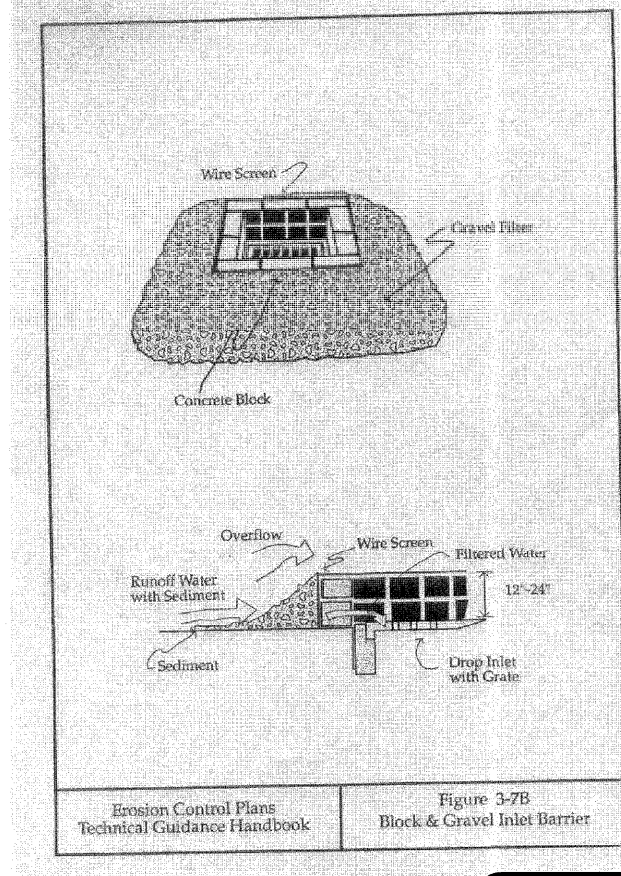 Wire Screen
Gravel Filter
Concrete Block
Overflow
Wire Screen
Filtered Water
Runoff Water
with Sediment
12"-24"
Sediment
Drop Inlet
with Grate
Erosion Control Plans
Technical Guidance Handbook
Figure 3-7B
Block & Gravel Inlet Barrier